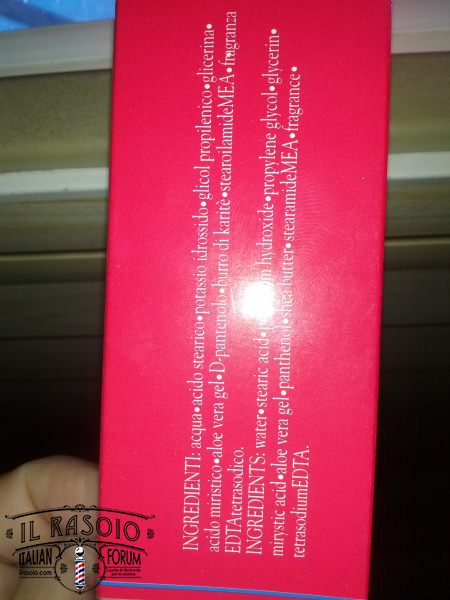 INGREDIENTI: acqua•acido stearico•potassio idrossido•glicol propilenico•glicerina•
acido miristico•aloe vera gel•D-pantenolo•burro di karitè•stearoilamideMEA•fragranza
EDTAtetrasodico.
INGREDIENTS: water•stearic acid• hydroxide•propylene glycol•glycerin•
mirystic acid•aloe vera gel•panthenol•shea butter•stearamideMEA•fragrance•
tetrasodiumEDTA.
IL RASOIO
ITALIAN FORUM
ilrasoio.com